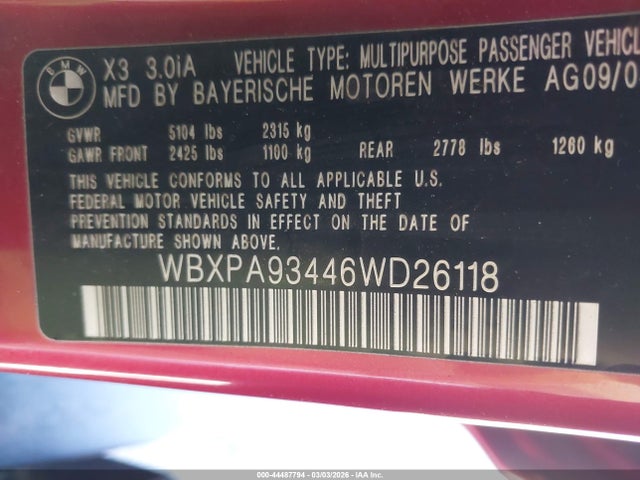 BMW
X3 3.0iA VEHICLE TYPE: MULTIPURPOSE PASSENGER VEHICL
MFD BY BAYERISCHE MOTOREN WERKE AG09/0
GVWR 5104 lbs 2315 kg
GAWR FRONT 2425 lbs 1100 kg REAR 2778 lbs 1260 kg
THIS VEHICLE CONFORMS TO ALL APPLICABLE U.S.
FEDERAL MOTOR VEHICLE SAFETY AND THEFT
PREVENTION STANDARDS IN EFFECT ON THE DATE OF
MANUFACTURE SHOWN ABOVE.
WBXPA93446WD26118
000-44487794 - 03/03/2026 - IAA Inc.